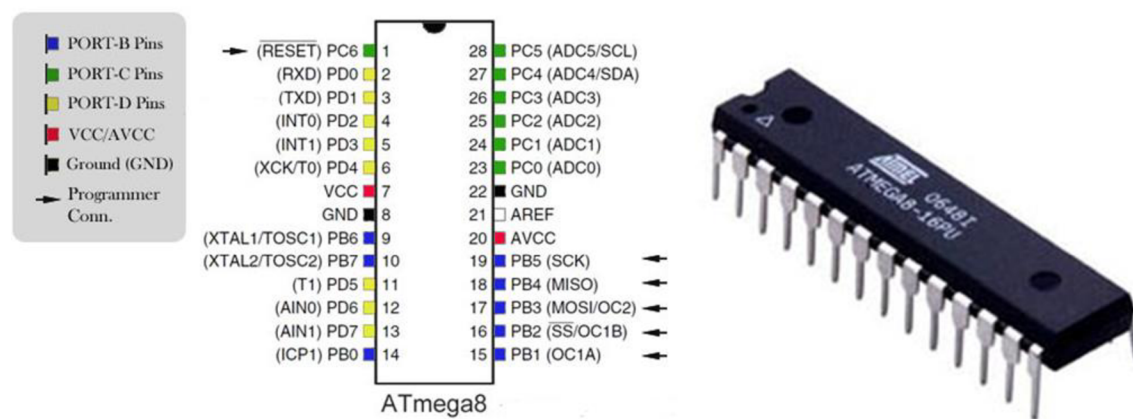 PORT-B Pins
PORT-C Pins
PORT-D Pins
VCC/AVCC
Ground (GND)
Programmer
Conn.
(RESET) PC6 1
(RXD) PD0 2
(TXD) PD1 3
(INT0) PD2 4
(INT1) PD3 5
(XCK/T0) PD4 6
VCC 7
GND 8
(XTAL1/TOSC1) PB6 9
(XTAL2/TOSC2) PB7 10
(T1) PD5 11
(AIN0) PD6 12
(AIN1) PD7 13
(ICP1) PB0 14
28 PC5 (ADC5/SCL)
27 PC4 (ADC4/SDA)
26 PC3 (ADC3)
25 PC2 (ADC2)
24 PC1 (ADC1)
23 PC0 (ADC0)
22 GND
21 AREF
20 AVCC
19 PB5 (SCK)
18 PB4 (MISO)
17 PB3 (MOSI/OC2)
16 PB2 (SS/OC1B)
15 PB1 (OC1A)
ATmega8
ATMEL 0648I
ATMEGA8-16PU